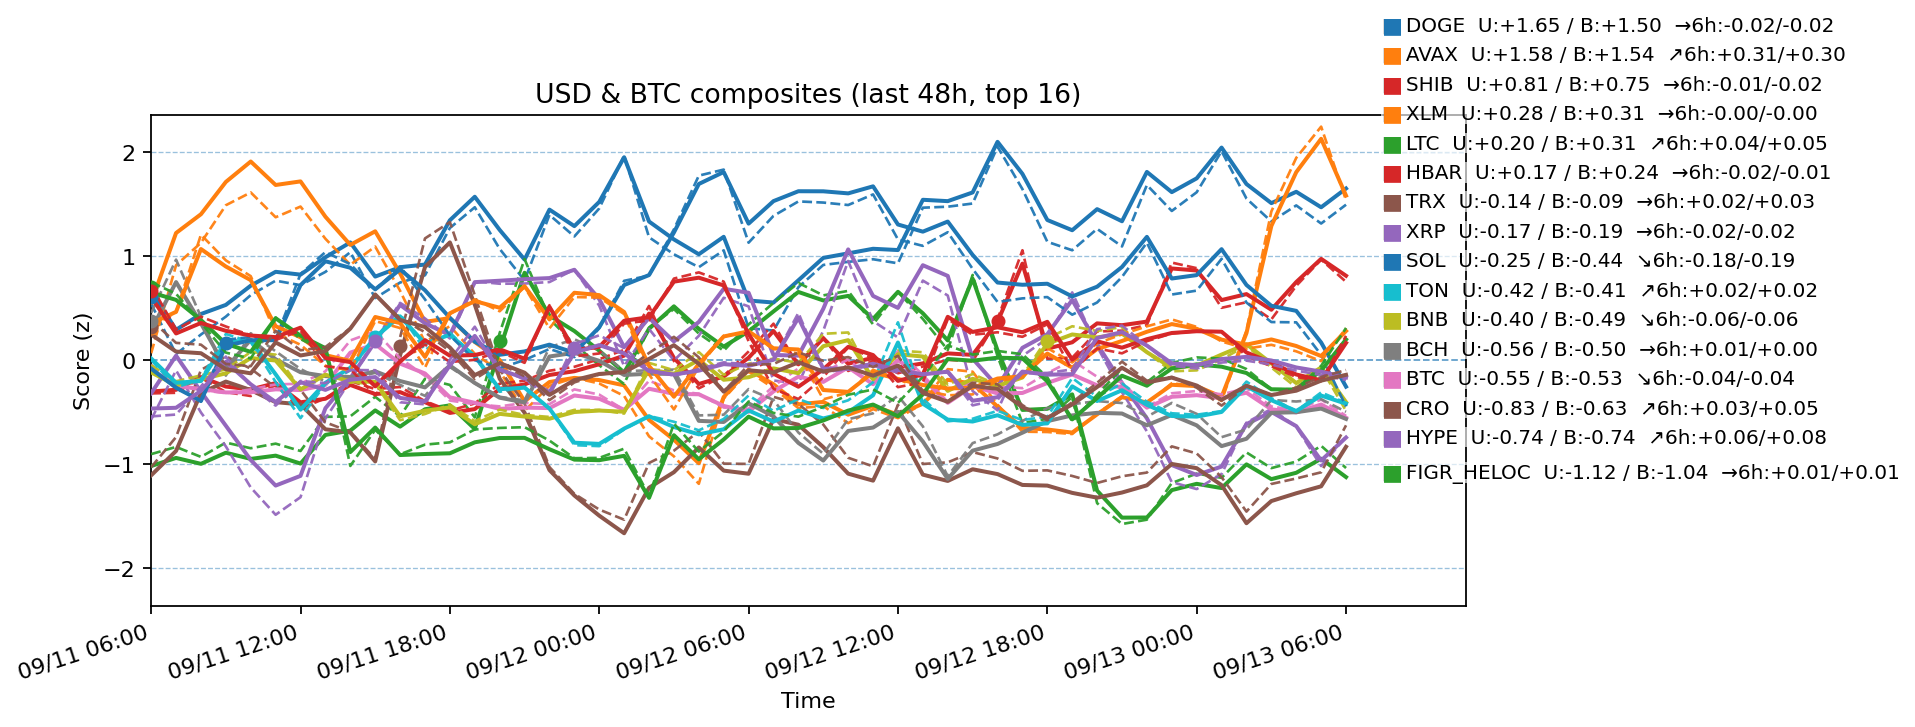 DOGE  U:+1.65 / B:+1.50  →6h:-0.02/-0.02
AVAX  U:+1.58 / B:+1.54  ↗6h:+0.31/+0.30
SHIB  U:+0.81 / B:+0.75  →6h:-0.01/-0.02
XLM  U:+0.28 / B:+0.31  →6h:-0.00/-0.00
LTC  U:+0.20 / B:+0.31  ↗6h:+0.04/+0.05
HBAR  U:+0.17 / B:+0.24  →6h:-0.02/-0.01
TRX  U:-0.14 / B:-0.09  →6h:+0.02/+0.03
XRP  U:-0.17 / B:-0.19  →6h:-0.02/-0.02
SOL  U:-0.25 / B:-0.44  ↘6h:-0.18/-0.19
TON  U:-0.42 / B:-0.41  ↗6h:+0.02/+0.02
BNB  U:-0.40 / B:-0.49  ↘6h:-0.06/-0.06
BCH  U:-0.56 / B:-0.50  →6h:+0.01/+0.00
BTC  U:-0.55 / B:-0.53  ↘6h:-0.04/-0.04
CRO  U:-0.83 / B:-0.63  ↗6h:+0.03/+0.05
HYPE  U:-0.74 / B:-0.74  ↗6h:+0.06/+0.08
FIGR_HELOC  U:-1.12 / B:-1.04  →6h:+0.01/+0.01
USD & BTC composites (last 48h, top 16)
Score (z)
2
1
0
−1
−2
09/11 06:00
09/11 12:00
09/11 18:00
09/12 00:00
09/12 06:00
09/12 12:00
09/12 18:00
09/13 00:00
09/13 06:00
Time